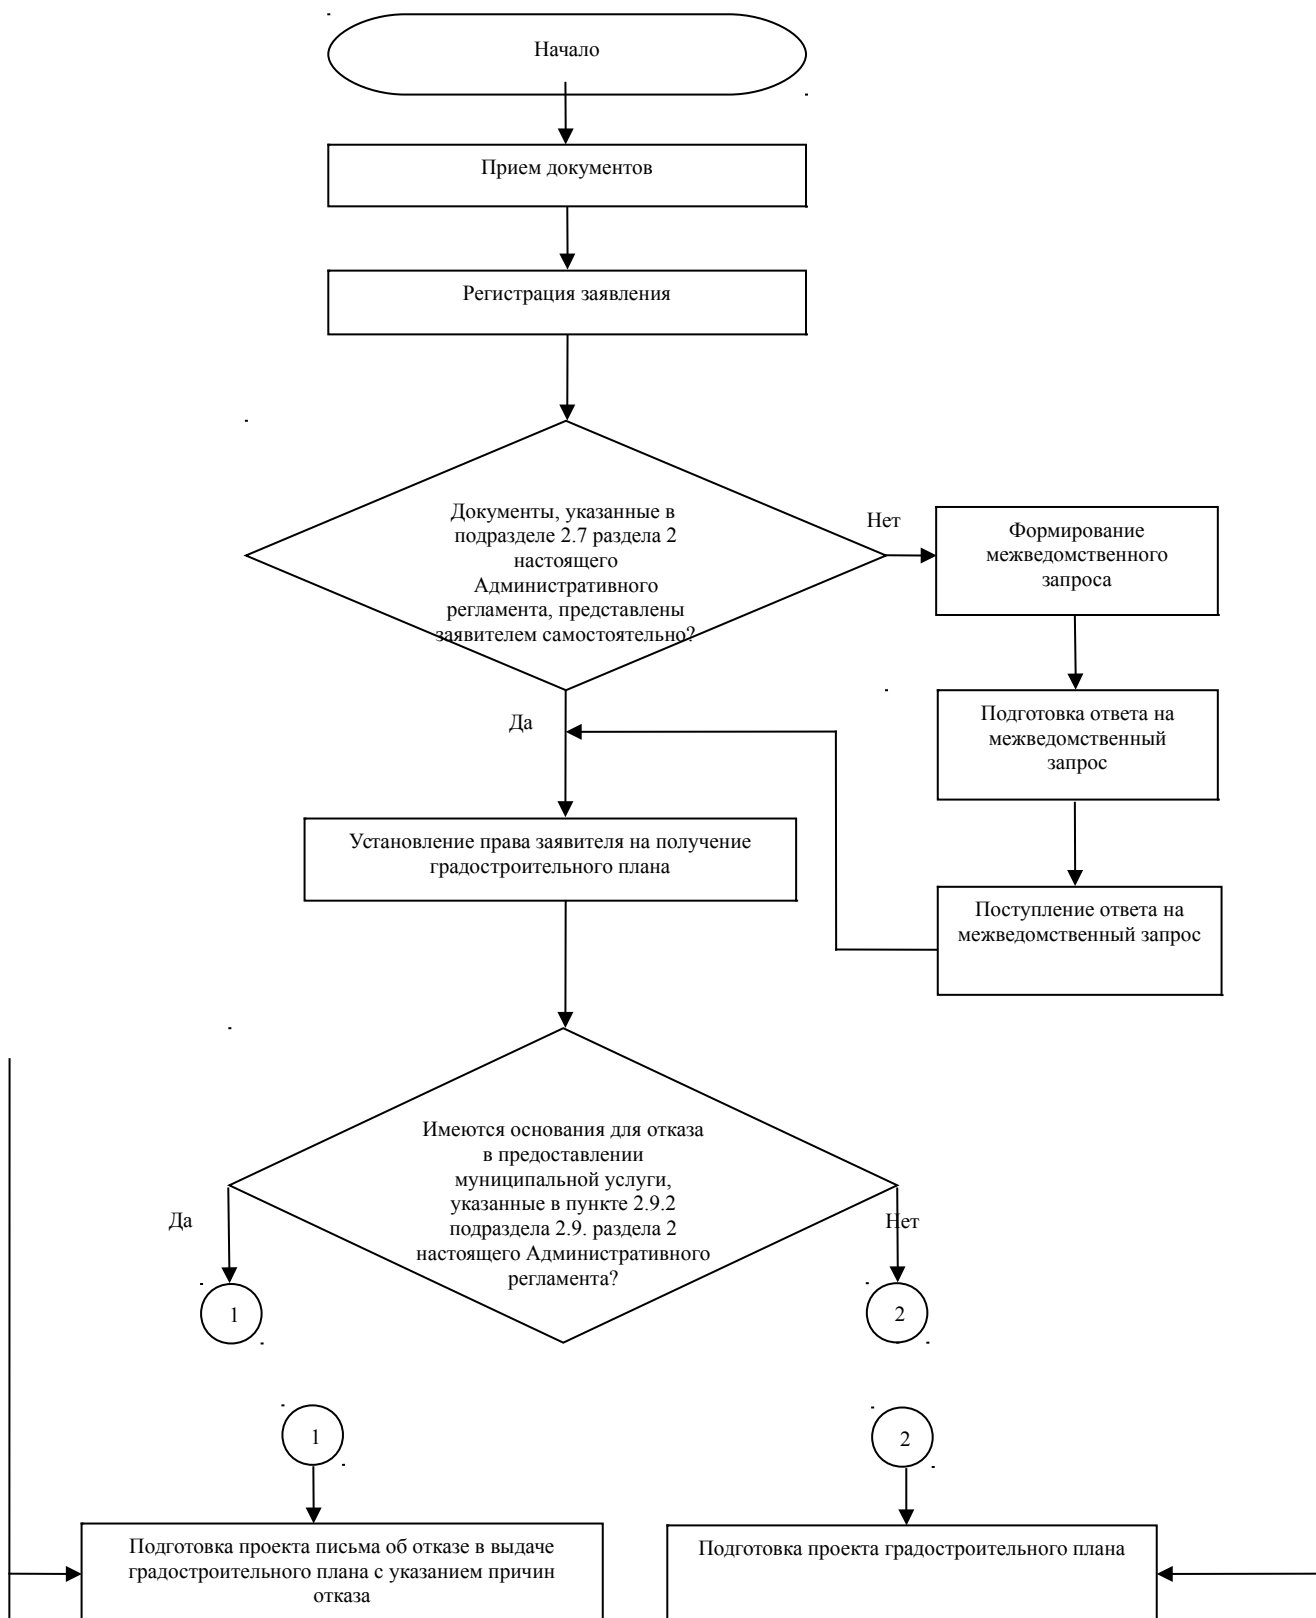 Начало
Прием документов
Регистрация заявления
Документы, указанные в
подразделе 2.7 раздела 2
настоящего
Административного
регламента, представлены
заявителем самостоятельно?
Нет
Формирование
межведомственного
запроса
Да
Подготовка ответа на
межведомственный
запрос
Установление права заявителя на получение
градостроительного плана
Поступление ответа на
межведомственный запрос
Имеются основания для отказа
в предоставлении
муниципальной услуги,
указанные в пункте 2.9.2
подраздела 2.9. раздела 2
настоящего Административного
регламента?
Да
Нет
1
2
1
2
Подготовка проекта письма об отказе в выдаче
градостроительного плана с указанием причин
отказа
Подготовка проекта градостроительного плана